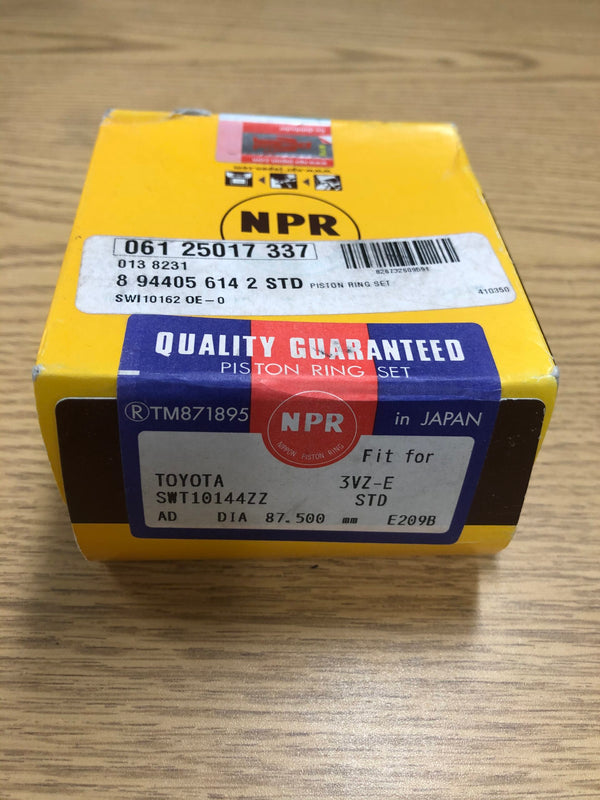 NPR
061 25017 337
013 8231
8 94405 614 2 STD PISTON RING SET
SWI10162 OE-0
410350
QUALITY GUARANTEED
PISTON RING SET
®TM871895
NPR
NIPPON PISTON RING
in JAPAN
Fit for
TOYOTA 3VZ-E
SWT10144ZZ STD
AD DIA 87.500 mm E209B